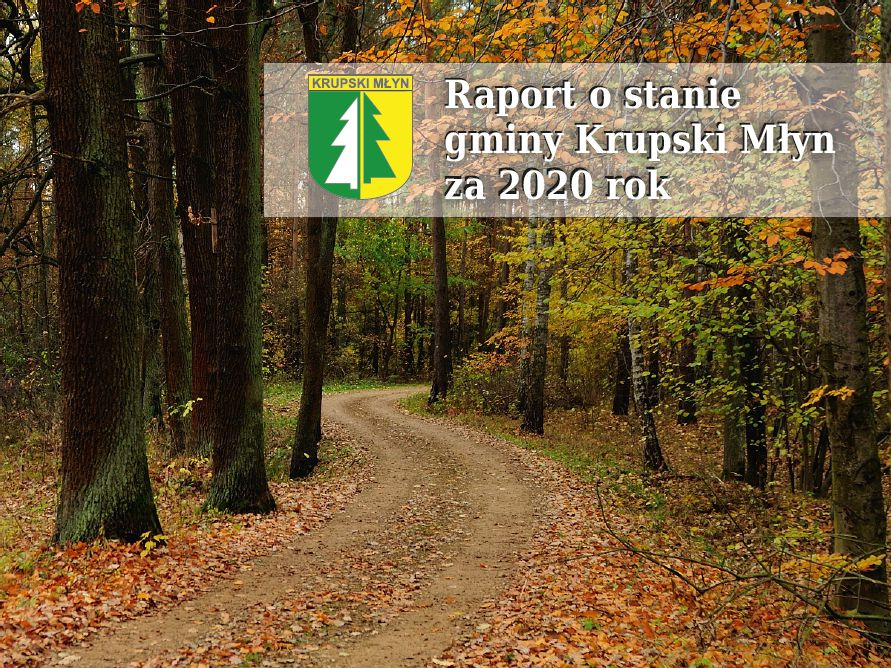 KRUPSKI MŁYN
Raport o stanie
gminy Krupski Młyn
za 2020 rok